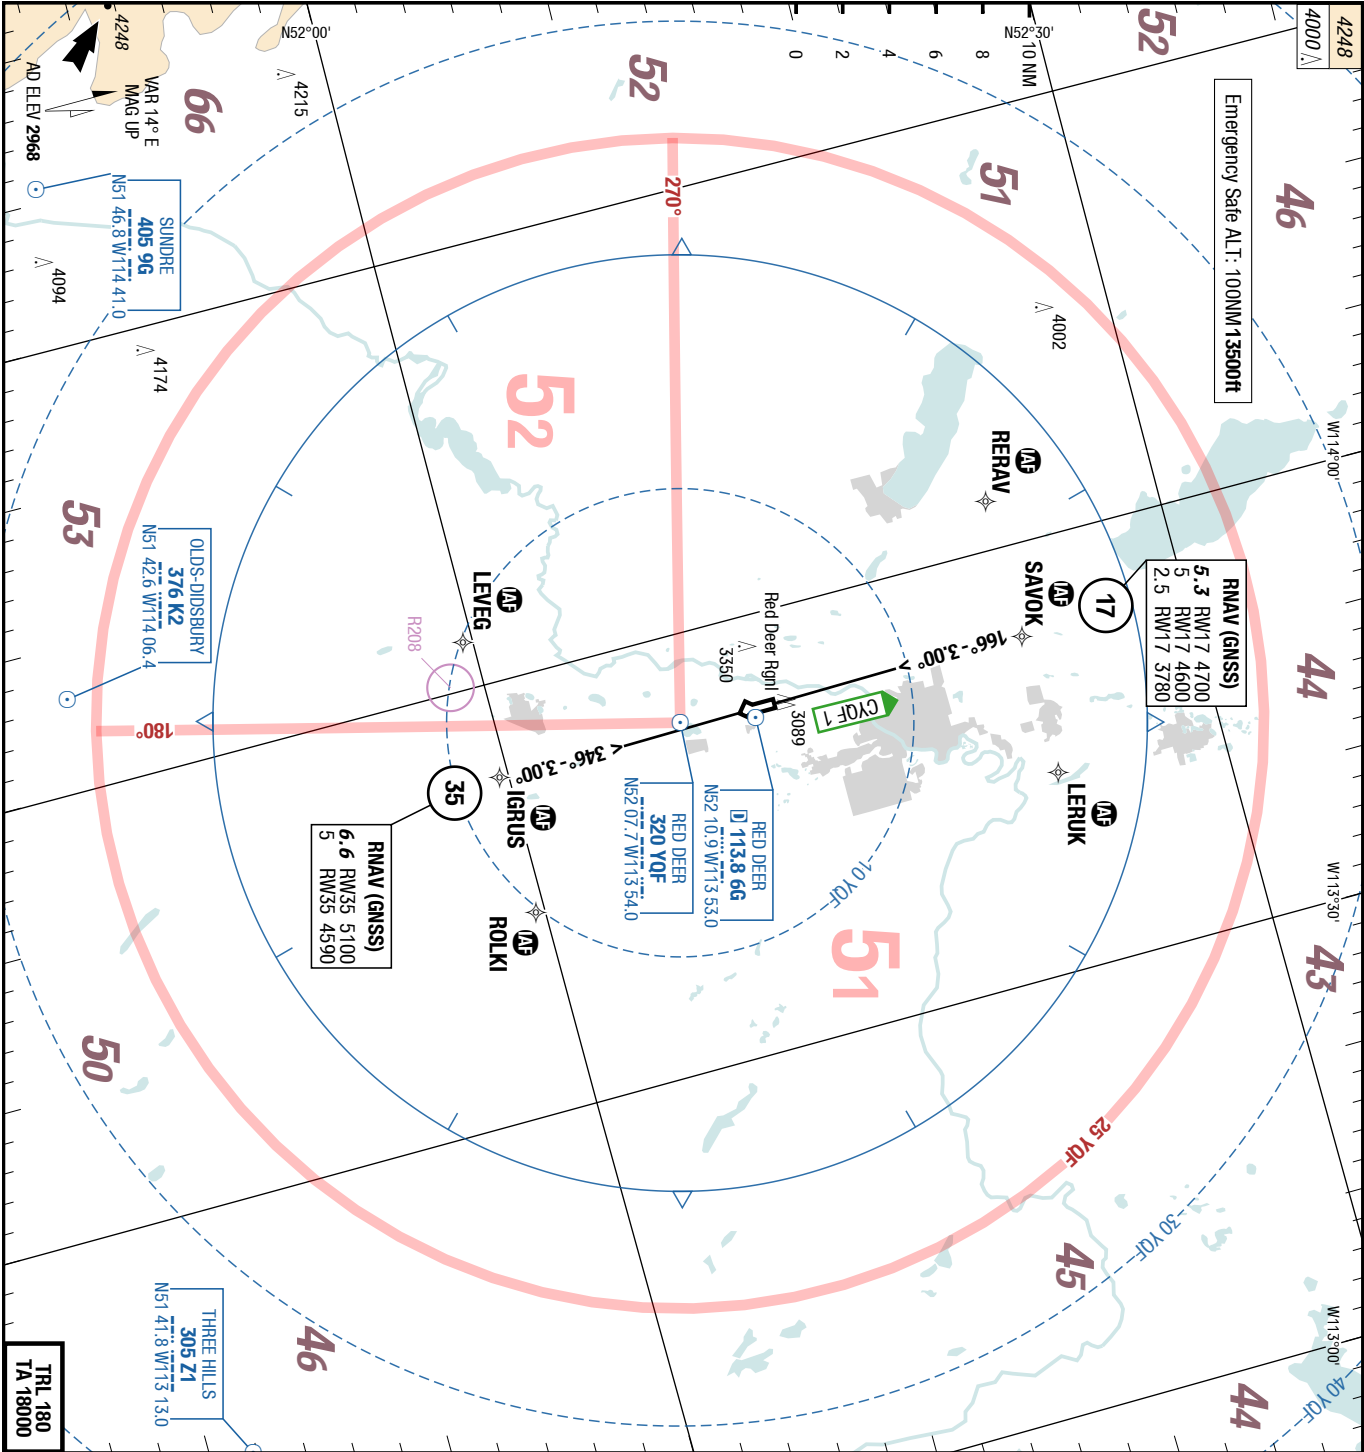 4248
4000
52
Emergency Safe ALT: 100NM 13500ft
46
N52°30'
10 NM
8
6
4
2
0
N52°00'
4248
4215
VAR 14° E
MAG UP
AD ELEV 2968
66
52
51
270°
SUNDRE
405 9G
N51 46.8 W114 41.0
4094
4174
4002
52
W114°00'
IAF
RERAV
IAF
SAVOK
17
RNAV (GNSS)
5.3 RW17 4700
5 RW17 4600
2.5 RW17 3780
44
166°-3.00°
Red Deer Rgnl
3350
3089
CYQF 1
IAF
LEVEG
R208
53
OLDS-DIDSBURY
376 K2
N51 42.6 W114 06.4
180°
346°-3.00°
IAF
IGRUS
35
RNAV (GNSS)
6.6 RW35 5100
5 RW35 4590
RED DEER
D 113.8 6G
N52 10.9 W113 53.0
RED DEER
320 YQF
N52 07.7 W113 54.0
IAF
LERUK
10 YQF
IAF
ROLKI
51
W113°30'
43
50
25 YQF
30 YQF
45
46
THREE HILLS
305 Z1
N51 41.8 W113 13.0
W113°00'
40 YQF
44
TRL 180
TA 18000